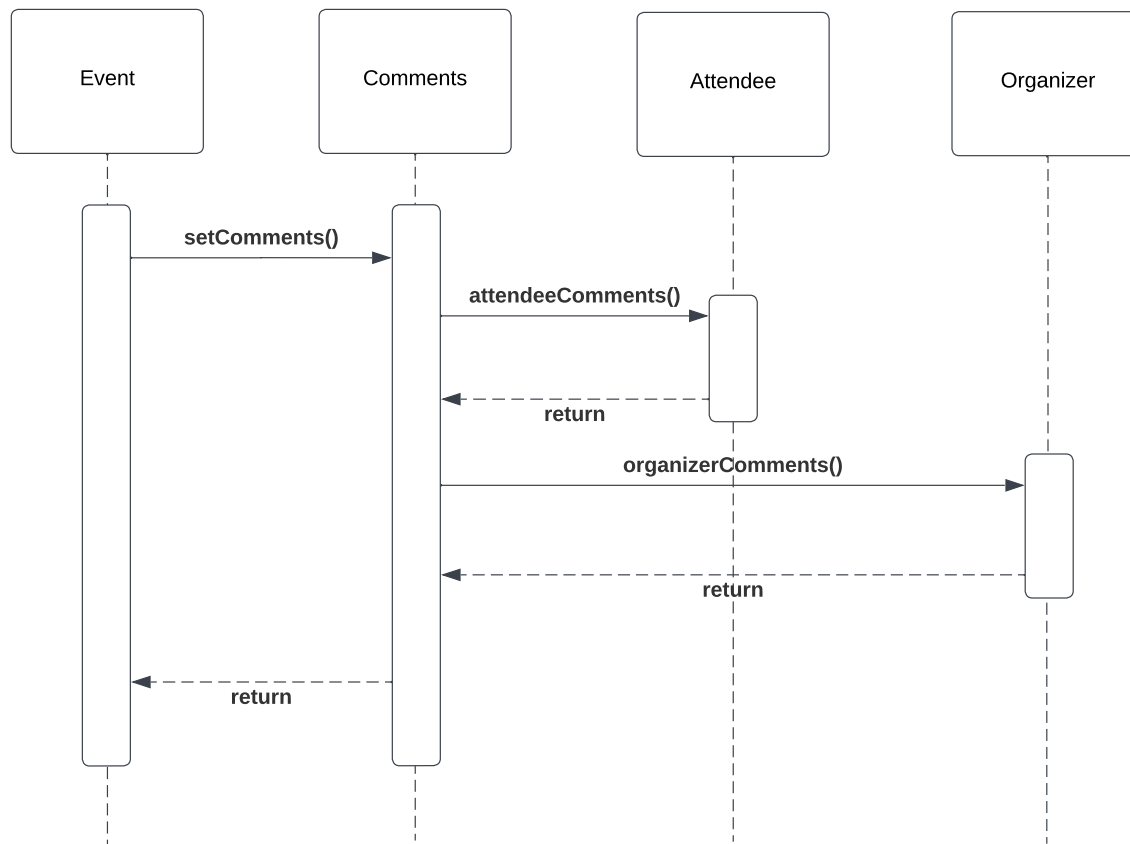 Event
Comments
Attendee
Organizer
setComments()
attendeeComments()
return
organizerComments()
return
return